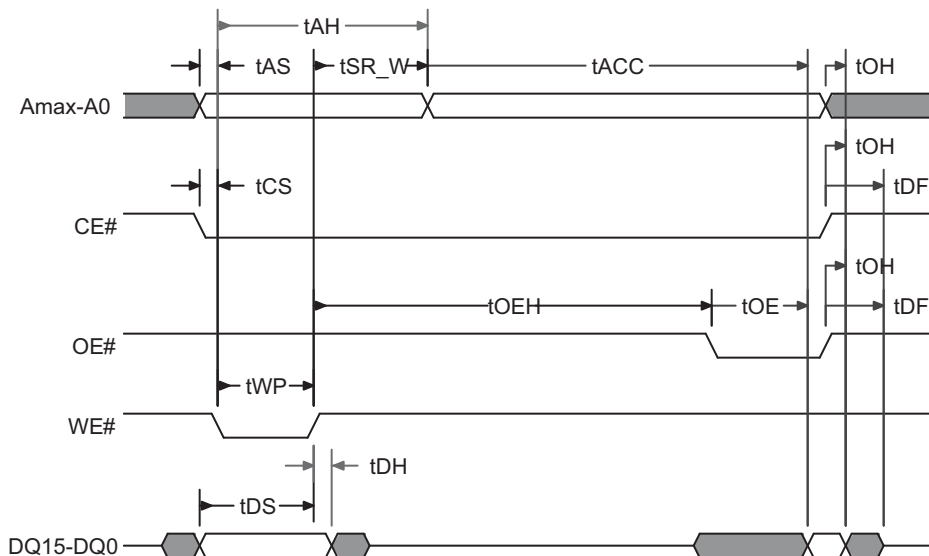 tAH
tAS tSR_W tACC tOH
Amax-A0
tOH
tCS tDF
CE#
tOH
tOEH tOE tDF
OE#
tWP
WE#
tDH
tDS
DQ15-DQ0